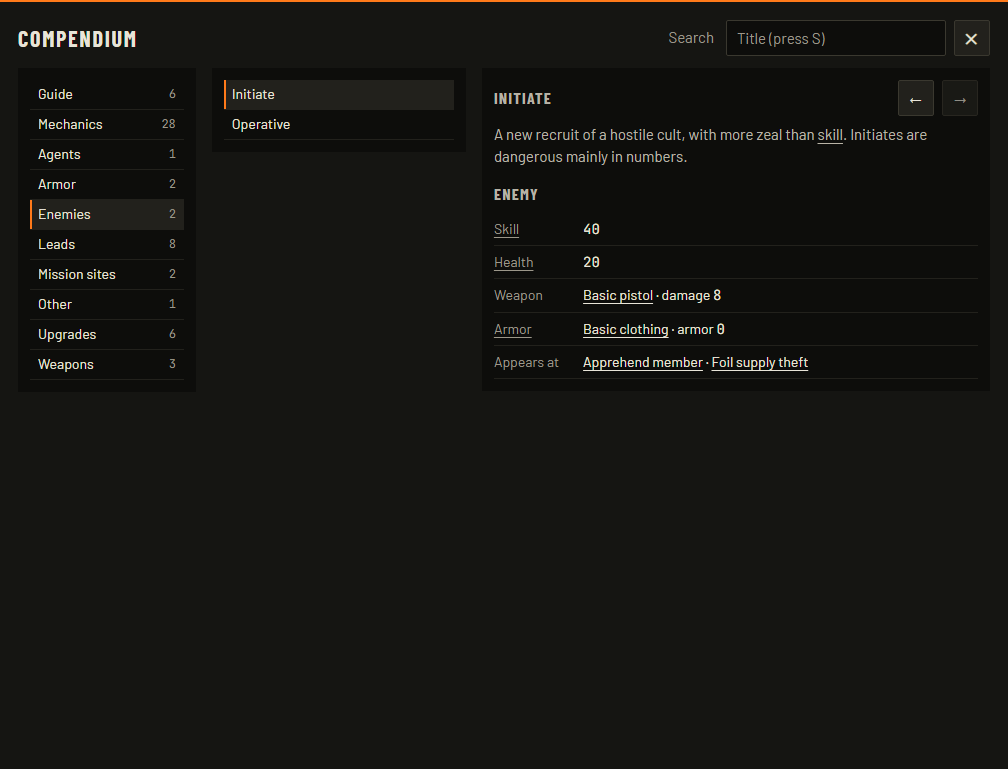 COMPENDIUM
Search
Title (press S)
✕
Guide 6
Mechanics 28
Agents 1
Armor 2
Enemies 2
Leads 8
Mission sites 2
Other 1
Upgrades 6
Weapons 3
Initiate
Operative
INITIATE
← →
A new recruit of a hostile cult, with more zeal than skill. Initiates are
dangerous mainly in numbers.
ENEMY
Skill 40
Health 20
Weapon Basic pistol · damage 8
Armor Basic clothing · armor 0
Appears at Apprehend member · Foil supply theft